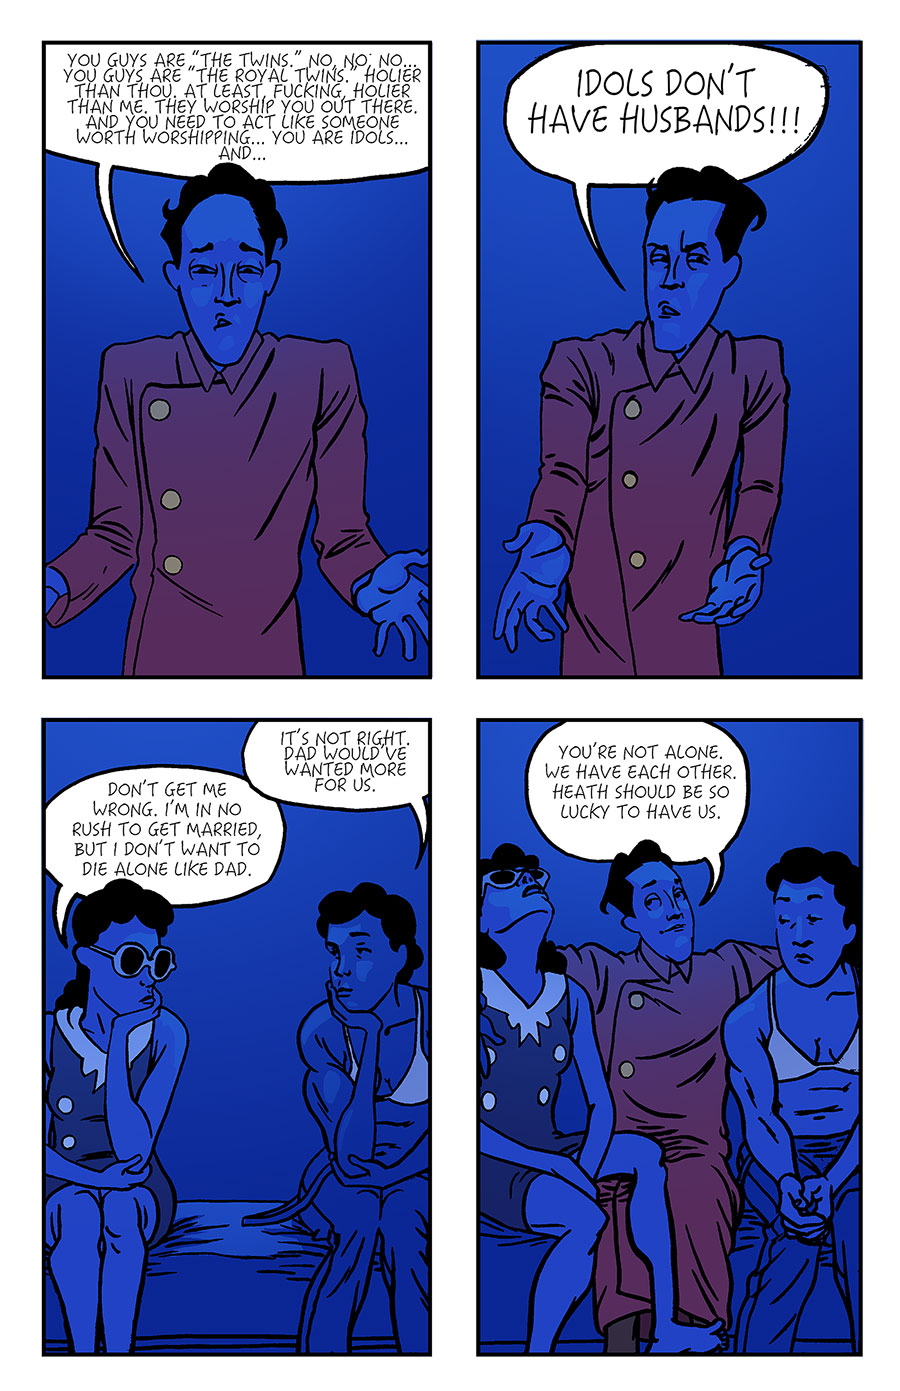 YOU GUYS ARE "THE TWINS." NO, NO, NO...
YOU GUYS ARE "THE ROYAL TWINS." HOLIER
THAN THOU. AT LEAST, FUCKING, HOLIER
THAN ME. THEY WORSHIP YOU OUT THERE.
AND YOU NEED TO ACT LIKE SOMEONE
WORTH WORSHIPPING... YOU ARE IDOLS...
AND...
IDOLS DON'T
HAVE HUSBANDS!!!
DON'T GET ME
WRONG. I'M IN NO
RUSH TO GET MARRIED,
BUT I DON'T WANT TO
DIE ALONE LIKE DAD.
IT'S NOT RIGHT.
DAD WOULD'VE
WANTED MORE
FOR US.
YOU'RE NOT ALONE.
WE HAVE EACH OTHER.
HEATH SHOULD BE SO
LUCKY TO HAVE US.